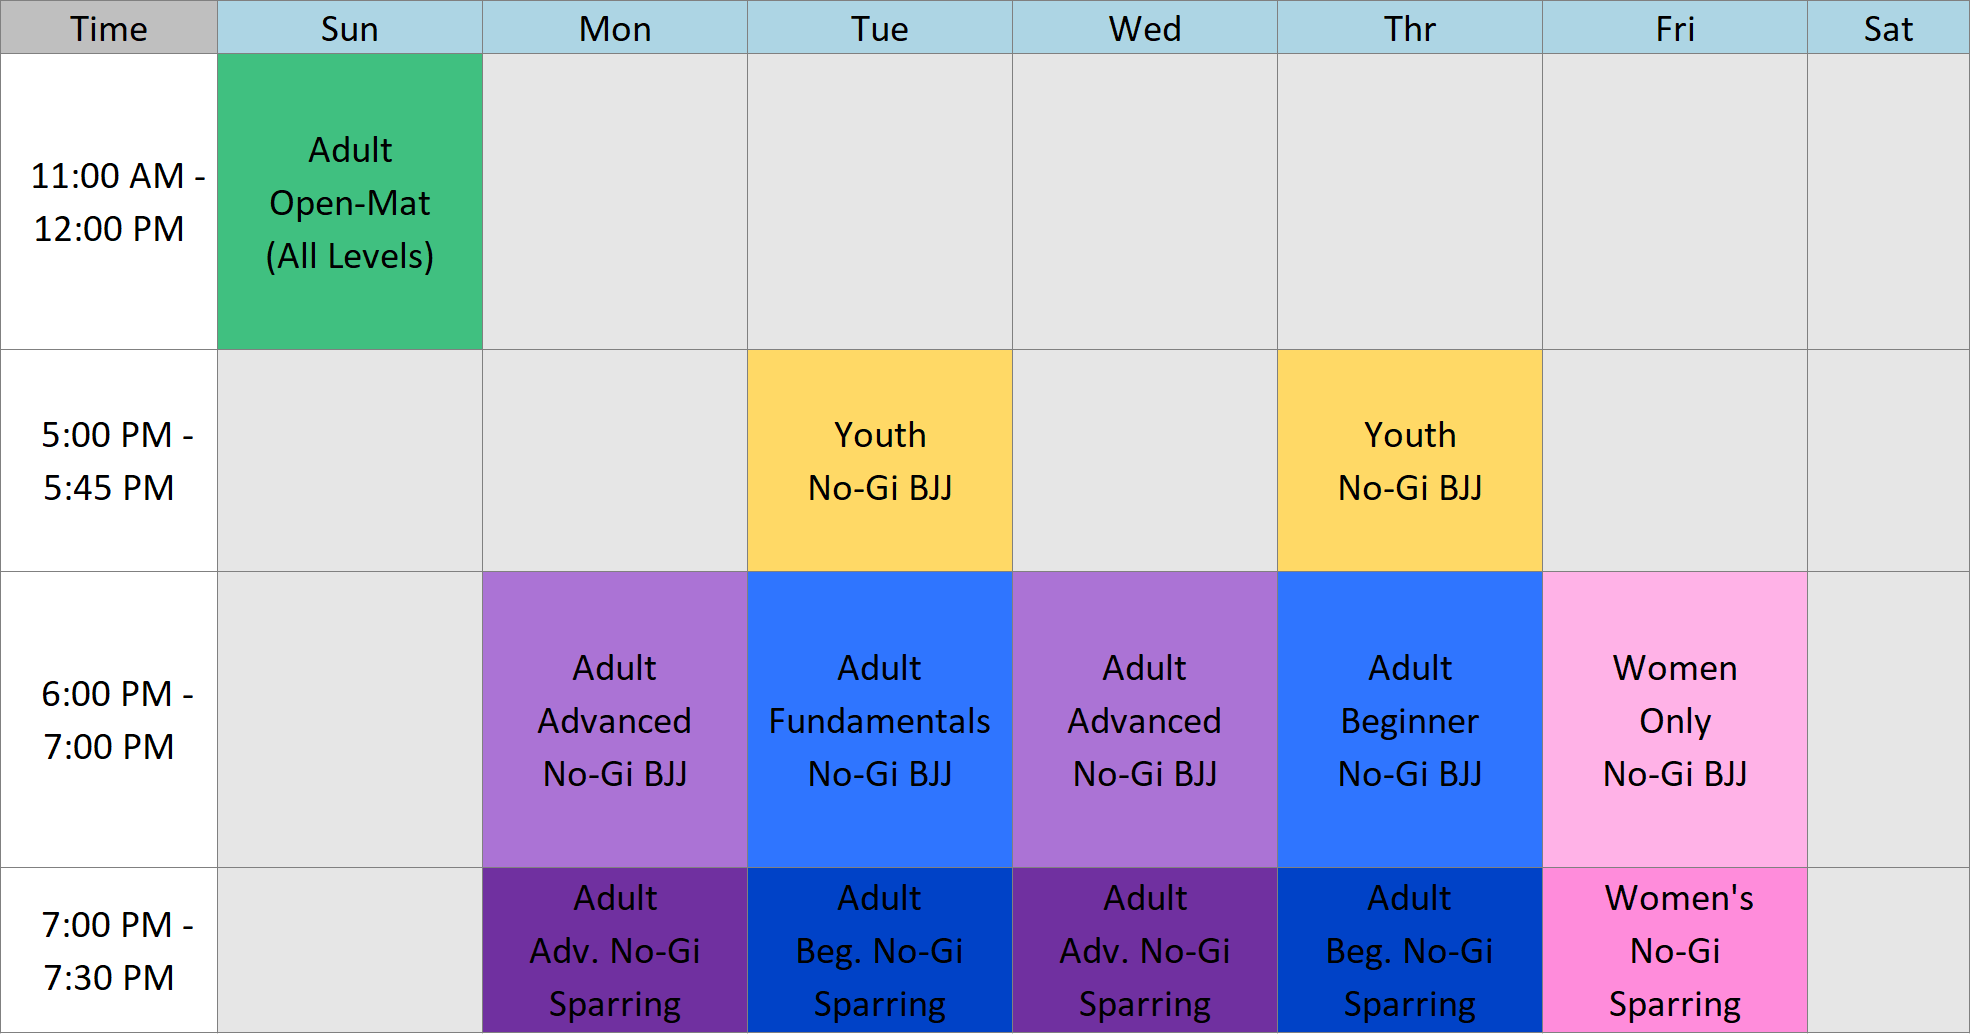 Time Sun Mon Tue Wed Thr Fri Sat
11:00 AM -
12:00 PM
Adult
Open-Mat
(All Levels)
5:00 PM -
5:45 PM
Youth
No-Gi BJJ
Youth
No-Gi BJJ
6:00 PM -
7:00 PM
Adult
Advanced
No-Gi BJJ
Adult
Fundamentals
No-Gi BJJ
Adult
Advanced
No-Gi BJJ
Adult
Beginner
No-Gi BJJ
Women
Only
No-Gi BJJ
7:00 PM -
7:30 PM
Adult
Adv. No-Gi
Sparring
Adult
Beg. No-Gi
Sparring
Adult
Adv. No-Gi
Sparring
Adult
Beg. No-Gi
Sparring
Women's
No-Gi
Sparring